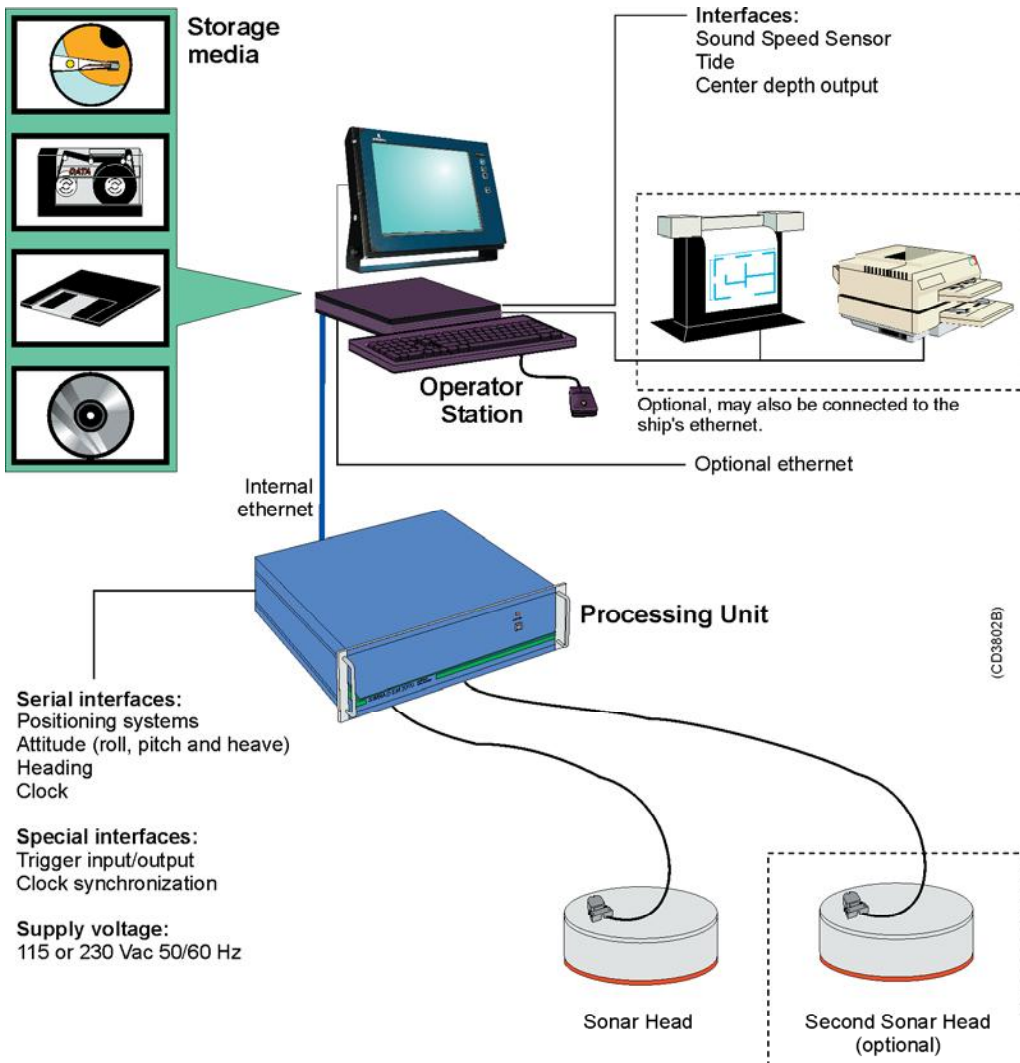 Storage
media
Interfaces:
Sound Speed Sensor
Tide
Center depth output
DATA
Operator
Station
Optional, may also be connected to the
ship's ethernet.
Optional ethernet
Internal
ethernet
Processing Unit
(CD3802B)
Serial interfaces:
Positioning systems
Attitude (roll, pitch and heave)
Heading
Clock
Special interfaces:
Trigger input/output
Clock synchronization
Supply voltage:
115 or 230 Vac 50/60 Hz
Sonar Head
Second Sonar Head
(optional)